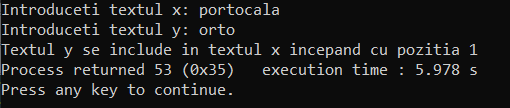 Introduceti textul x: portocala
Introduceti textul y: orto
Textul y se include in textul x incepand cu pozitia 1
Process returned 53 (0x35)   execution time : 5.978 s
Press any key to continue.